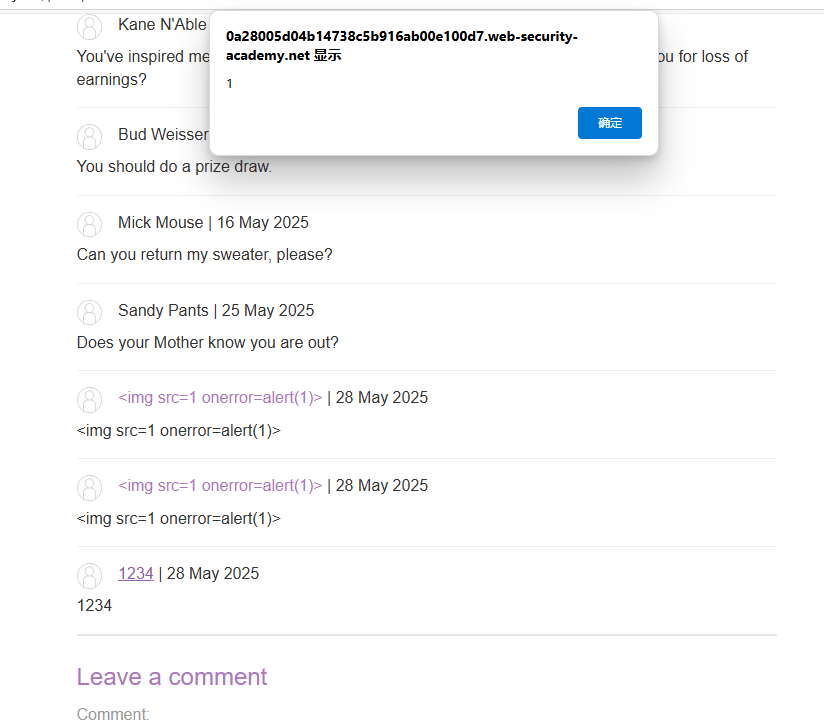 0a28005d04b14738c5b916ab00e100d7.web-security-
academy.net 显示
1
确定
Kane N'Able
You've inspired me
ou for loss of
earnings?
Bud Weisser
You should do a prize draw.
Mick Mouse | 16 May 2025
Can you return my sweater, please?
Sandy Pants | 25 May 2025
Does your Mother know you are out?
<img src=1 onerror=alert(1)> | 28 May 2025
<img src=1 onerror=alert(1)>
<img src=1 onerror=alert(1)> | 28 May 2025
<img src=1 onerror=alert(1)>
1234 | 28 May 2025
1234
Leave a comment
Comment: